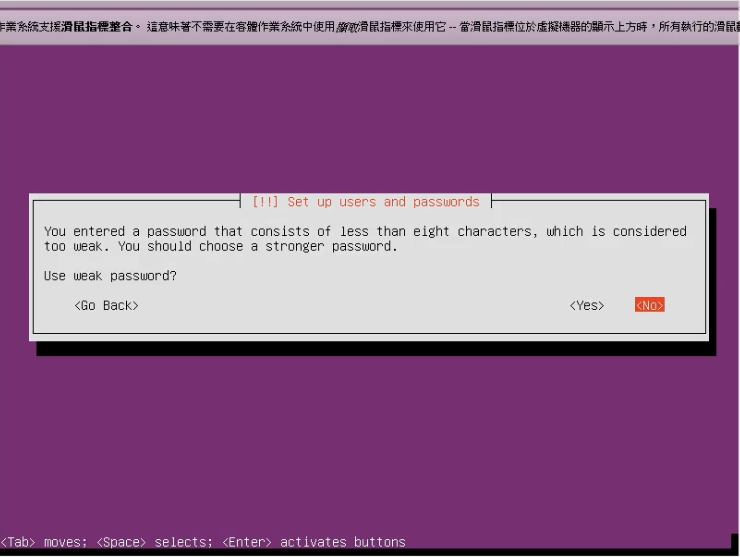 作業系統支援滑鼠指標整合。這意味著不需要在客體作業系統中使用擷取滑鼠指標來使用它 -- 當滑鼠指標位於虛擬機器的顯示上方時，所有執行的滑鼠
[!!] Set up users and passwords
You entered a password that consists of less than eight characters, which is considered
too weak. You should choose a stronger password.
Use weak password?
<Go Back> <Yes> <No>
<Tab> moves; <Space> selects; <Enter> activates buttons